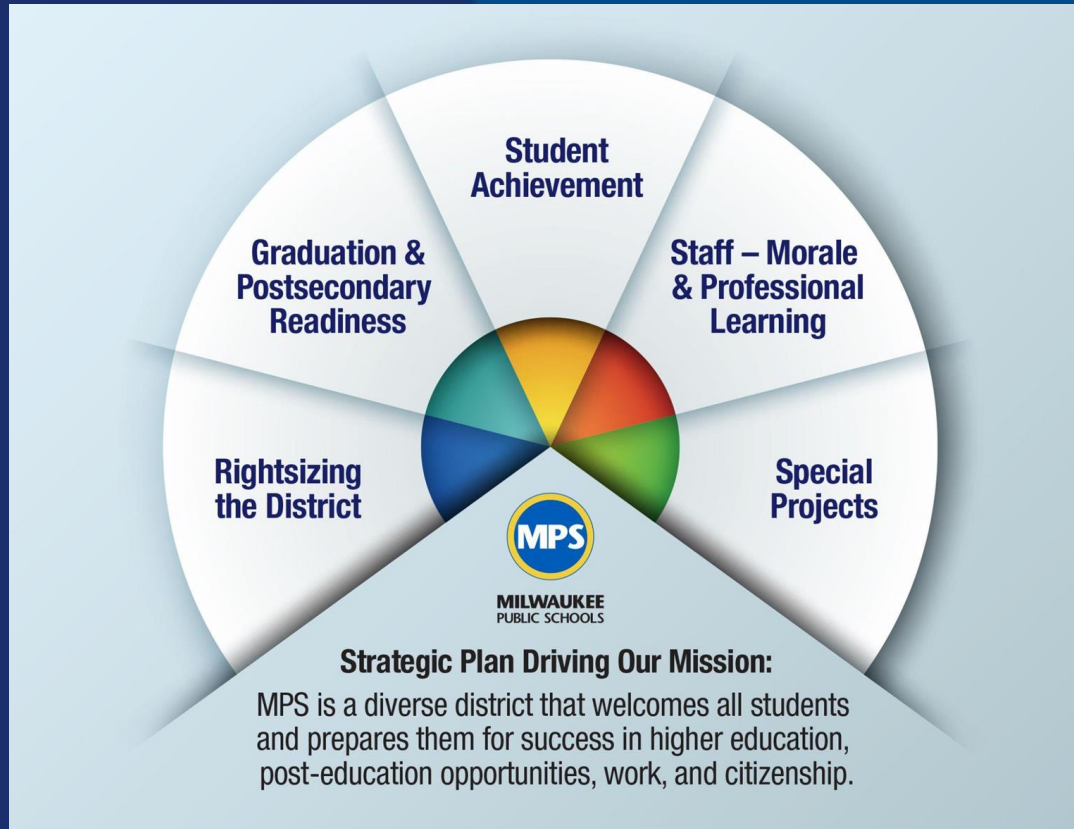 Student
Achievement
Graduation &
Postsecondary
Readiness
Staff – Morale
& Professional
Learning
Rightsizing
the District
Special
Projects
MPS
MILWAUKEE
PUBLIC SCHOOLS
Strategic Plan Driving Our Mission:
MPS is a diverse district that welcomes all students
and prepares them for success in higher education,
post-education opportunities, work, and citizenship.